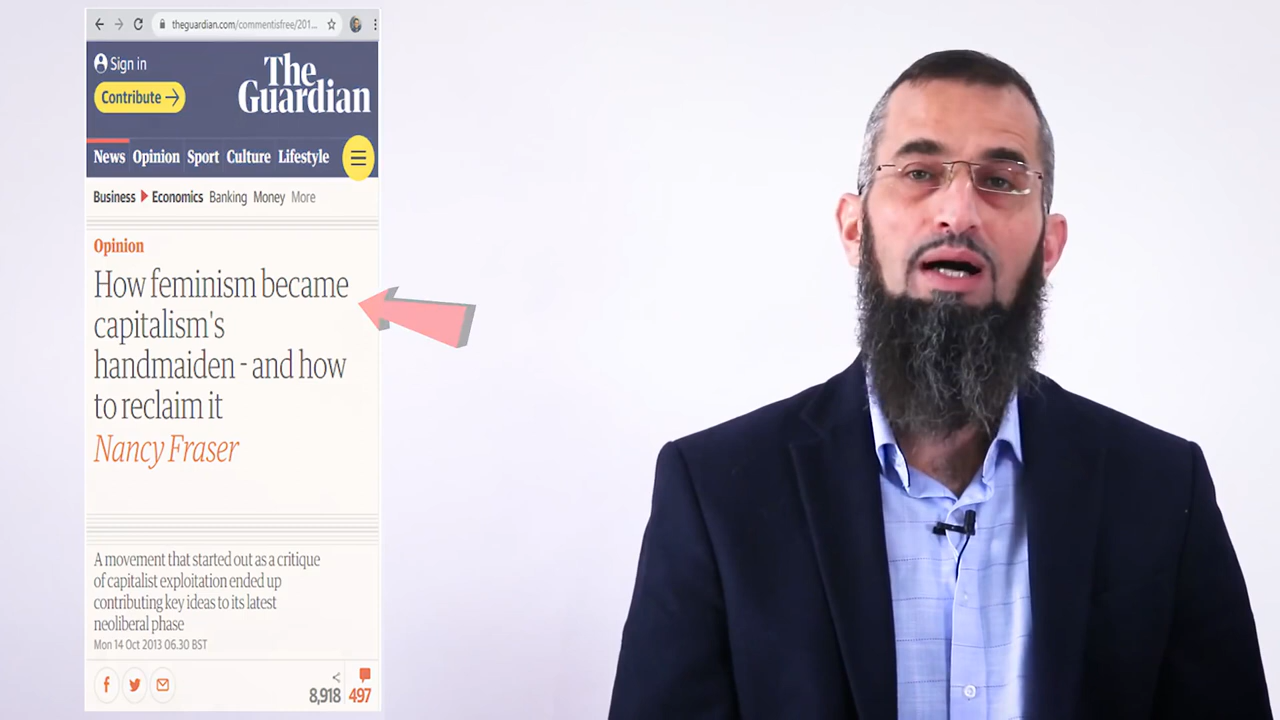 theguardian.com/commentisfree/201...
Sign in
Contribute →
The
Guardian
News Opinion Sport Culture Lifestyle
Business Economics Banking Money More
Opinion
How feminism became
capitalism's
handmaiden - and how
to reclaim it
Nancy Fraser
A movement that started out as a critique
of capitalist exploitation ended up
contributing key ideas to its latest
neoliberal phase
Mon 14 Oct 2013 06.30 BST
8,918 497